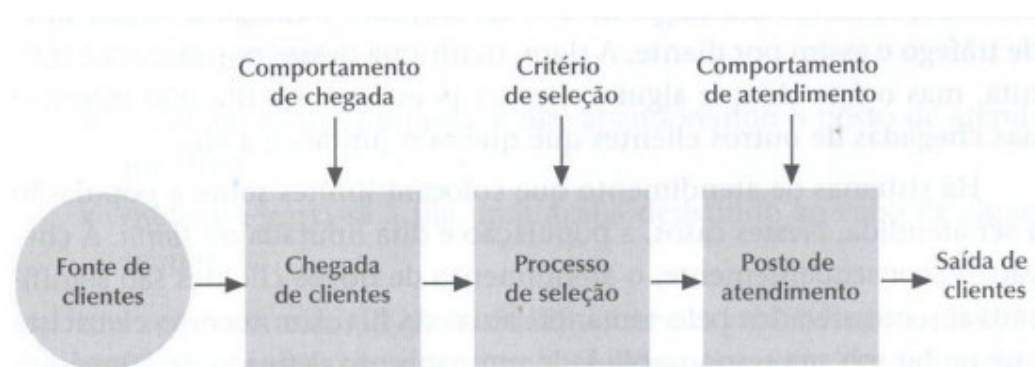 Comportamento
de chegada
Critério
de seleção
Comportamento
de atendimento
Fonte de
clientes
Chegada
de clientes
Processo
de seleção
Posto de
atendimento
Saída de
clientes